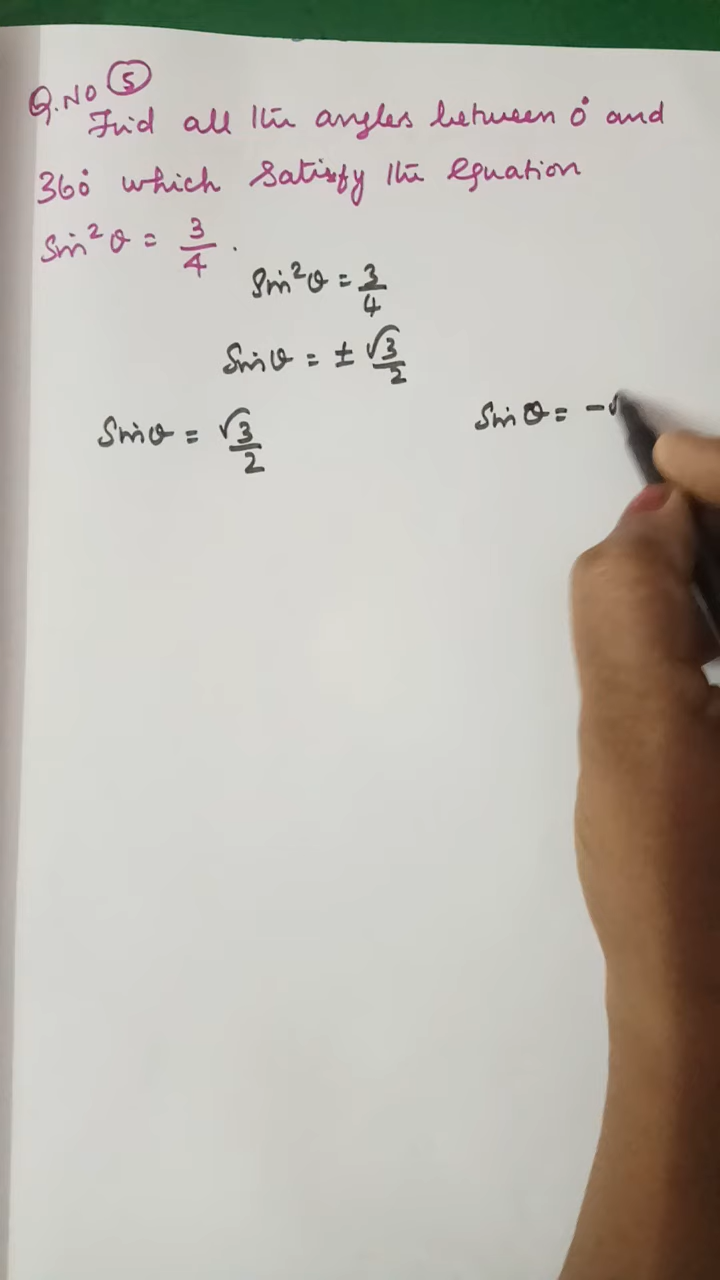 Q.NO 5
Find all the angles between 0° and
360° which satisfy the equation
Sin²θ = 3/4.
Sin²θ = 3/4
Sinθ = ± √3/2
Sinθ = √3/2
Sinθ = -√